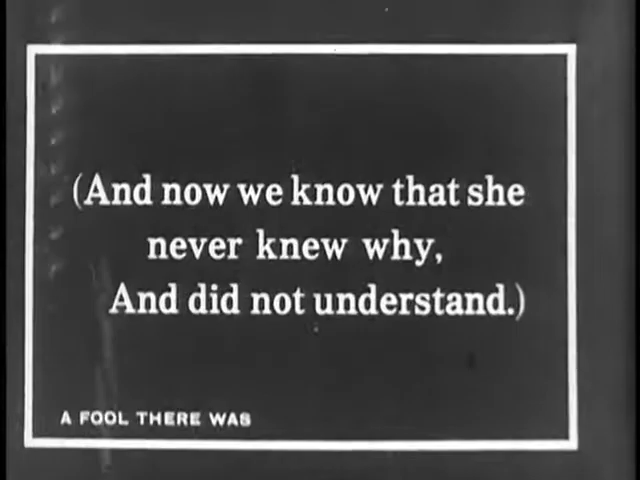 (And now we know that she
never knew why,
And did not understand.)
A FOOL THERE WAS